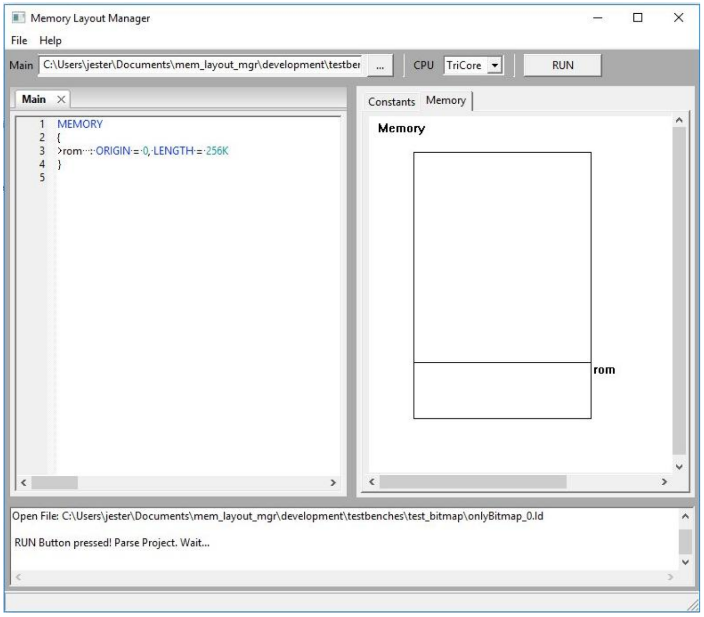 Memory Layout Manager
File Help
Main C:\Users\jester\Documents\mem_layout_mgr\development\testber ... CPU TriCore RUN
Main
Constants Memory
1 MEMORY
2 {
3 >rom···:·ORIGIN·=·0,·LENGTH·=·256K
4 }
5
Memory
rom
Open File: C:\Users\jester\Documents\mem_layout_mgr\development\testbenches\test_bitmap\onlyBitmap_0.ld
RUN Button pressed! Parse Project. Wait...